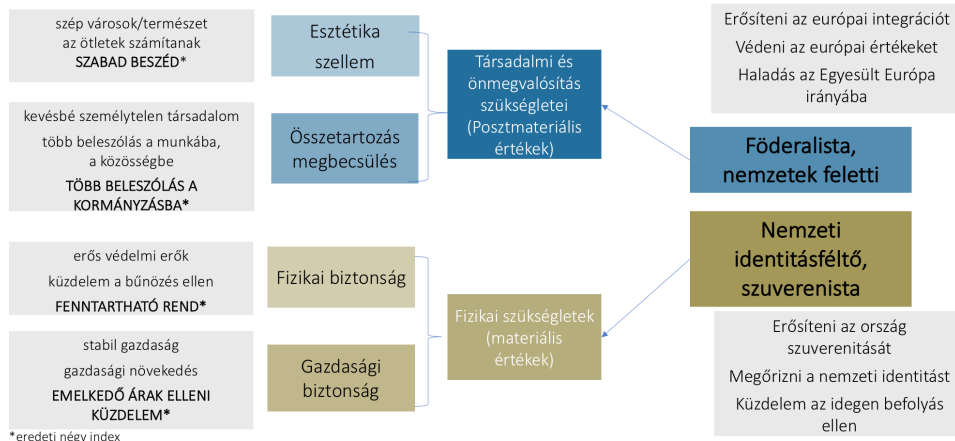 szép városok/természet
az ötletek számítanak
SZABAD BESZÉD*
kevésbé személytelen társadalom
több beleszólás a munkába,
a közösségbe
TÖBB BELESZÓLÁS A
KORMÁNYZÁSBA*
erős védelmi erők
küzdelem a bűnözés ellen
FENNTARTHATÓ REND*
stabil gazdaság
gazdasági növekedés
EMELKEDŐ ÁRAK ELLENI
KÜZDELEM*
*eredeti négy index
Esztétika
szellem
Összetartozás
megbecsülés
Fizikai biztonság
Gazdasági
biztonság
Társadalmi és
önmegvalósítás
szükségletei
(Posztmateriális
értékek)
Fizikai szükségletek
(materiális
értékek)
Erősíteni az európai integrációt
Védeni az európai értékeket
Haladás az Egyesült Európa
irányába
Föderalista,
nemzetek feletti
Nemzeti
identitásféltő,
szuverenista
Erősíteni az ország
szuverenitását
Megőrizni a nemzeti identitást
Küzdelem az idegen befolyás
ellen